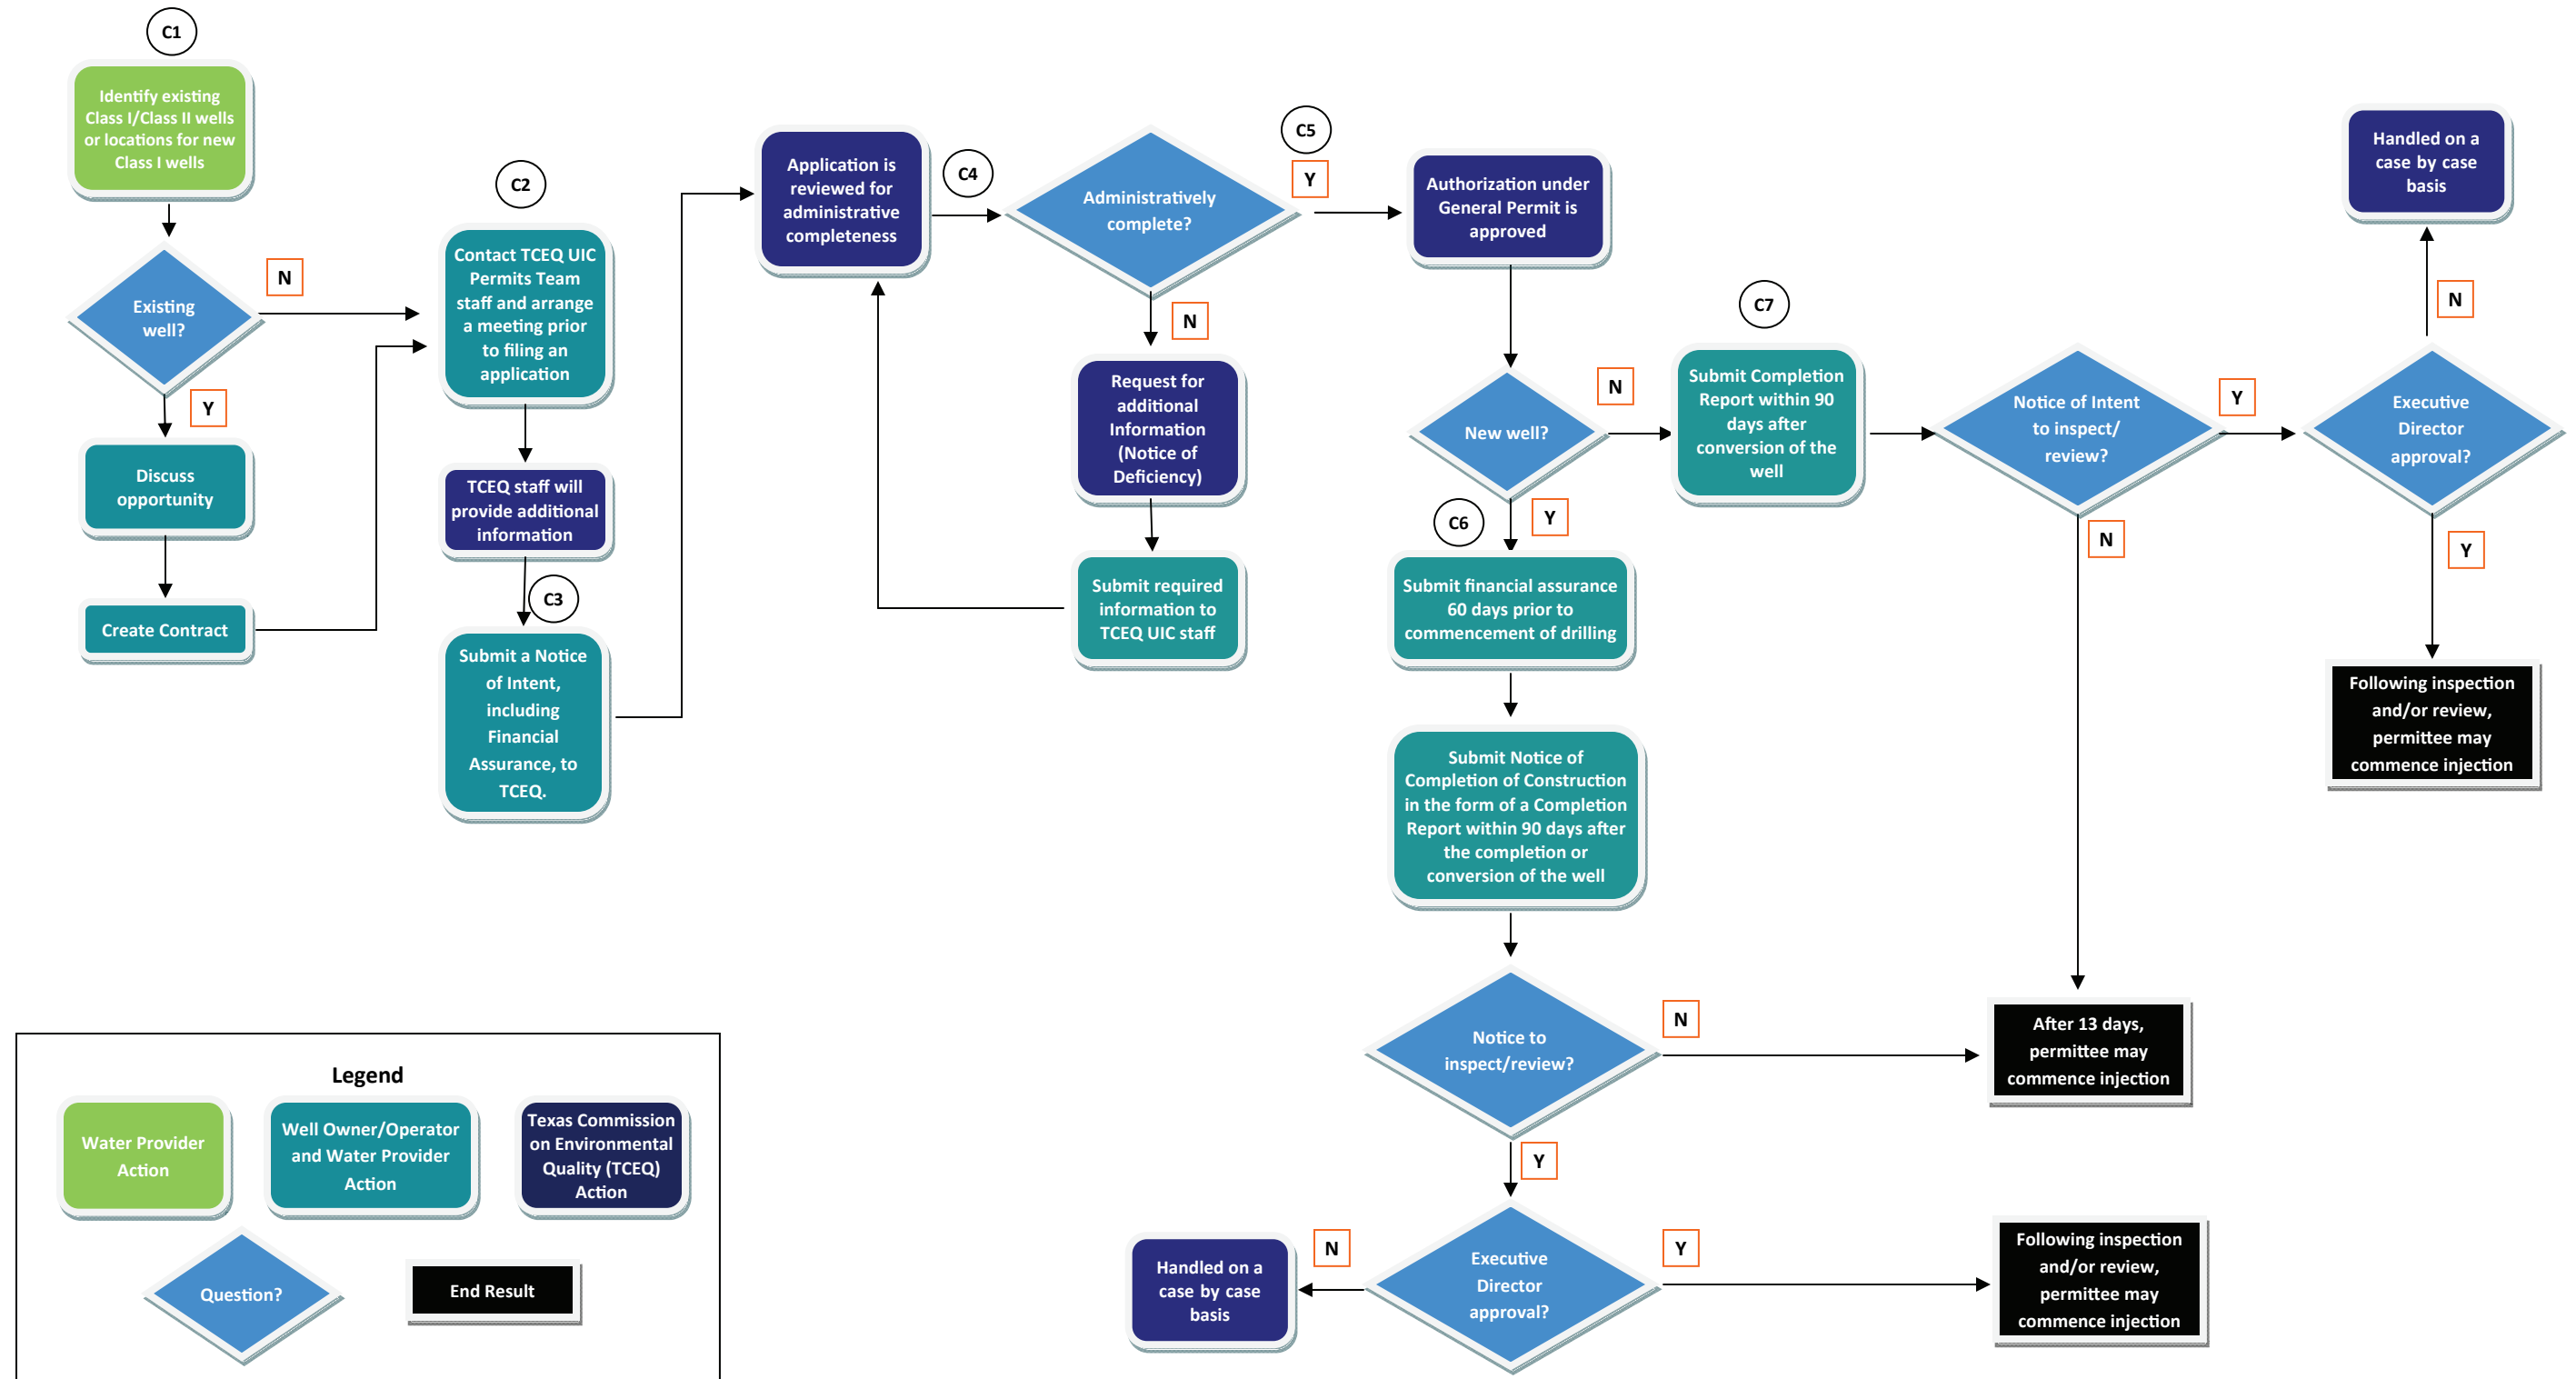 C1
Identify existing
Class I/Class II wells
or locations for new
Class I wells
Existing
well?
N
Y
Discuss
opportunity
Create Contract
C2
Contact TCEQ UIC
Permits Team
staff and arrange
a meeting prior
to filing an
application
TCEQ staff will
provide additional
information
C3
Submit a Notice
of Intent,
including
Financial
Assurance, to
TCEQ.
Application is
reviewed for
administrative
completeness
C4
Administratively
complete?
C5
Y
N
Request for
additional
Information
(Notice of
Deficiency)
Submit required
information to
TCEQ UIC staff
Authorization under
General Permit is
approved
New well?
N
Y
C6
Submit financial assurance
60 days prior to
commencement of drilling
Submit Notice of
Completion of Construction
in the form of a Completion
Report within 90 days after
the completion or
conversion of the well
Notice to
inspect/review?
N
Y
Executive
Director
approval?
N
Handled on a
case by case
basis
Y
Following inspection
and/or review,
permittee may
commence injection
C7
Submit Completion
Report within 90
days after
conversion of the
well
Notice of Intent
to inspect/
review?
Y
N
After 13 days,
permittee may
commence injection
Executive
Director
approval?
N
Handled on a
case by case
basis
Y
Following inspection
and/or review,
permittee may
commence injection
Legend
Water Provider
Action
Well Owner/Operator
and Water Provider
Action
Texas Commission
on Environmental
Quality (TCEQ)
Action
Question?
End Result